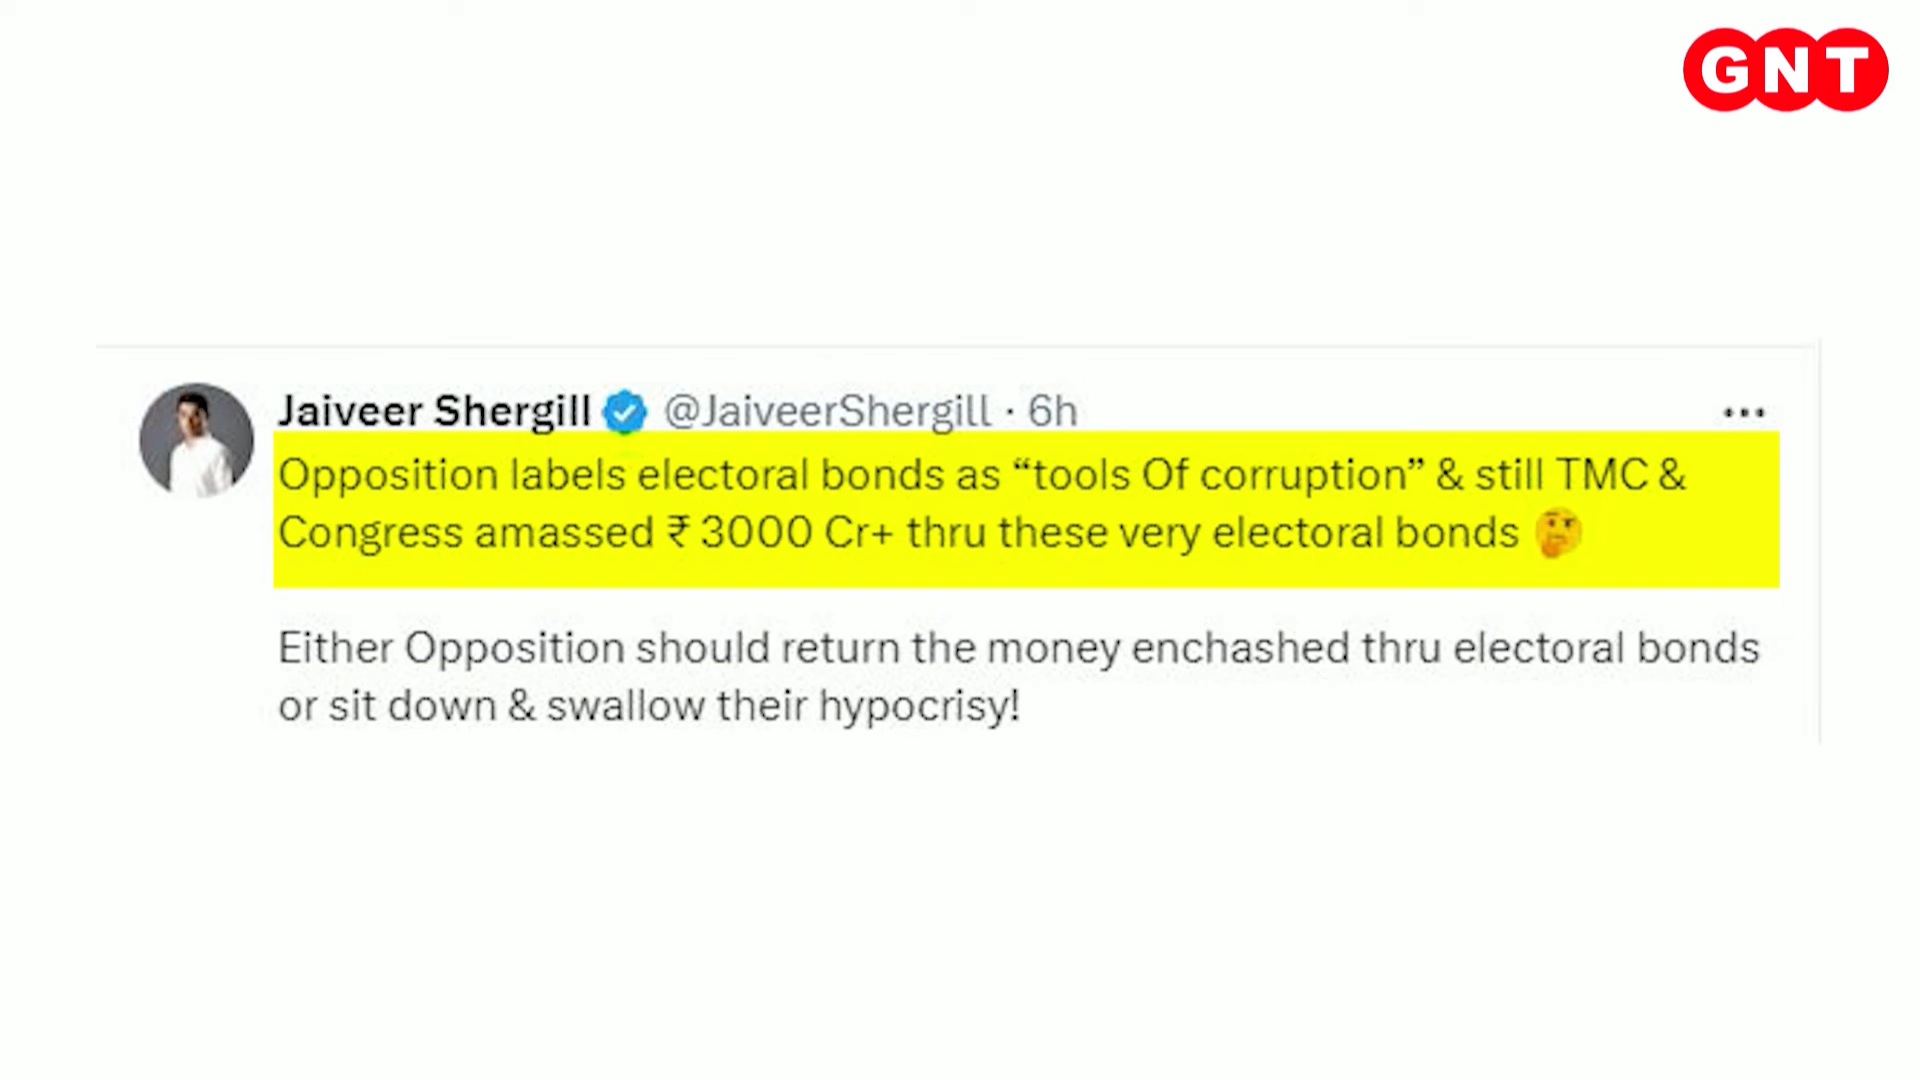 GNT
Jaiveer Shergill @JaiveerShergill · 6h
Opposition labels electoral bonds as “tools Of corruption” & still TMC &
Congress amassed ₹ 3000 Cr+ thru these very electoral bonds 🤔
Either Opposition should return the money enchashed thru electoral bonds
or sit down & swallow their hypocrisy!